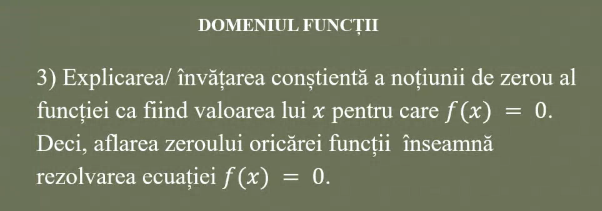 DOMENIUL FUNCȚII
3) Explicarea/ învățarea conștientă a noțiunii de zerou al
funcției ca fiind valoarea lui x pentru care f(x) = 0.
Deci, aflarea zeroului oricărei funcții înseamnă
rezolvarea ecuației f(x) = 0.